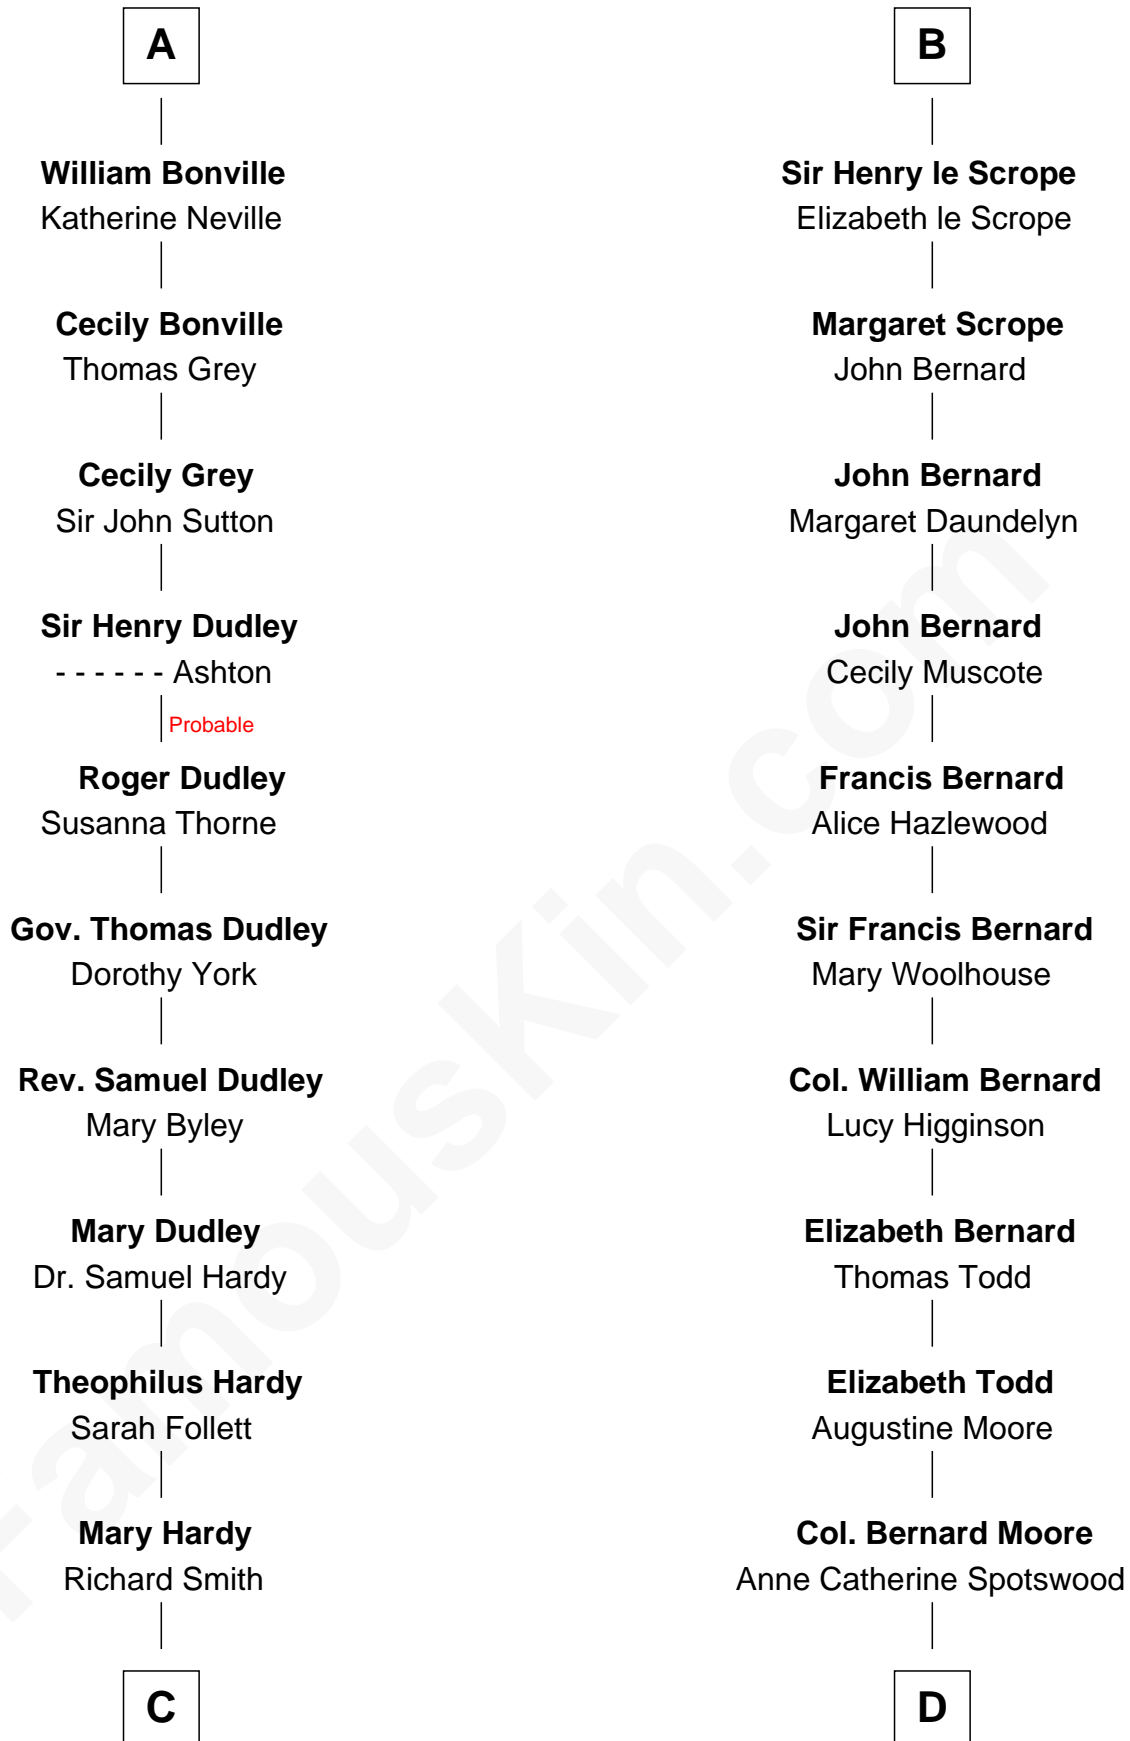 A
William Bonville
Katherine Neville
Cecily Bonville
Thomas Grey
Cecily Grey
Sir John Sutton
Sir Henry Dudley
- - - - - - Ashton
Probable
Roger Dudley
Susanna Thorne
Gov. Thomas Dudley
Dorothy York
Rev. Samuel Dudley
Mary Byley
Mary Dudley
Dr. Samuel Hardy
Theophilus Hardy
Sarah Follett
Mary Hardy
Richard Smith
C
B
Sir Henry le Scrope
Elizabeth le Scrope
Margaret Scrope
John Bernard
John Bernard
Margaret Daundelyn
John Bernard
Cecily Muscote
Francis Bernard
Alice Hazlewood
Sir Francis Bernard
Mary Woolhouse
Col. William Bernard
Lucy Higginson
Elizabeth Bernard
Thomas Todd
Elizabeth Todd
Augustine Moore
Col. Bernard Moore
Anne Catherine Spotswood
D
FamousKin.com